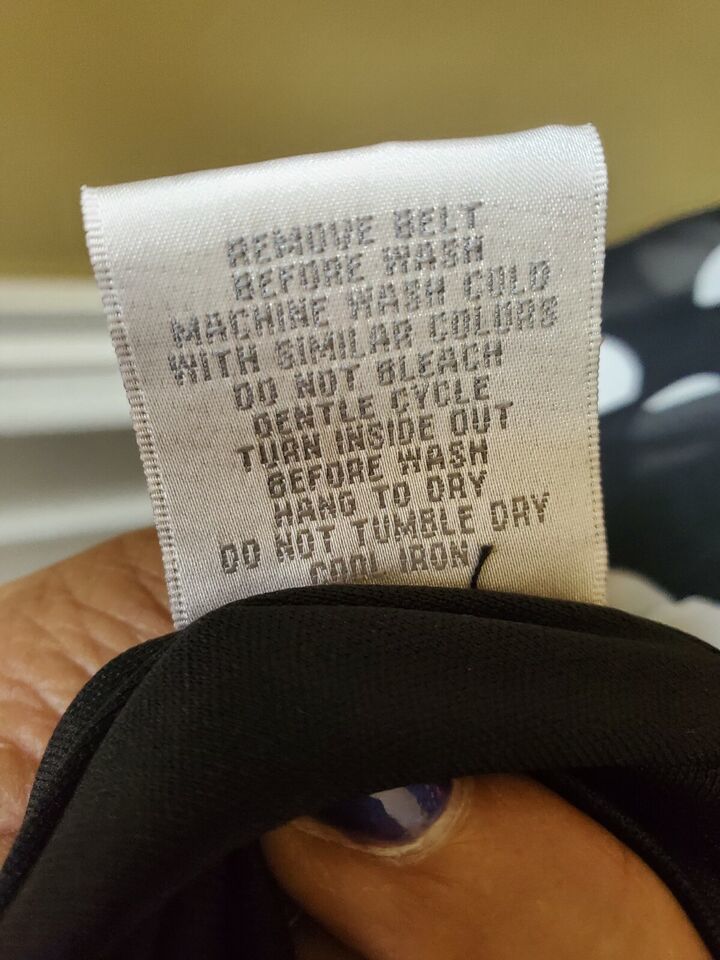 REMOVE BELT
BEFORE WASH
MACHINE WASH COLD
WITH SIMILAR COLORS
DO NOT BLEACH
GENTLE CYCLE
TURN INSIDE OUT
BEFORE WASH
HANG TO DRY
DO NOT TUMBLE DRY
COOL IRON